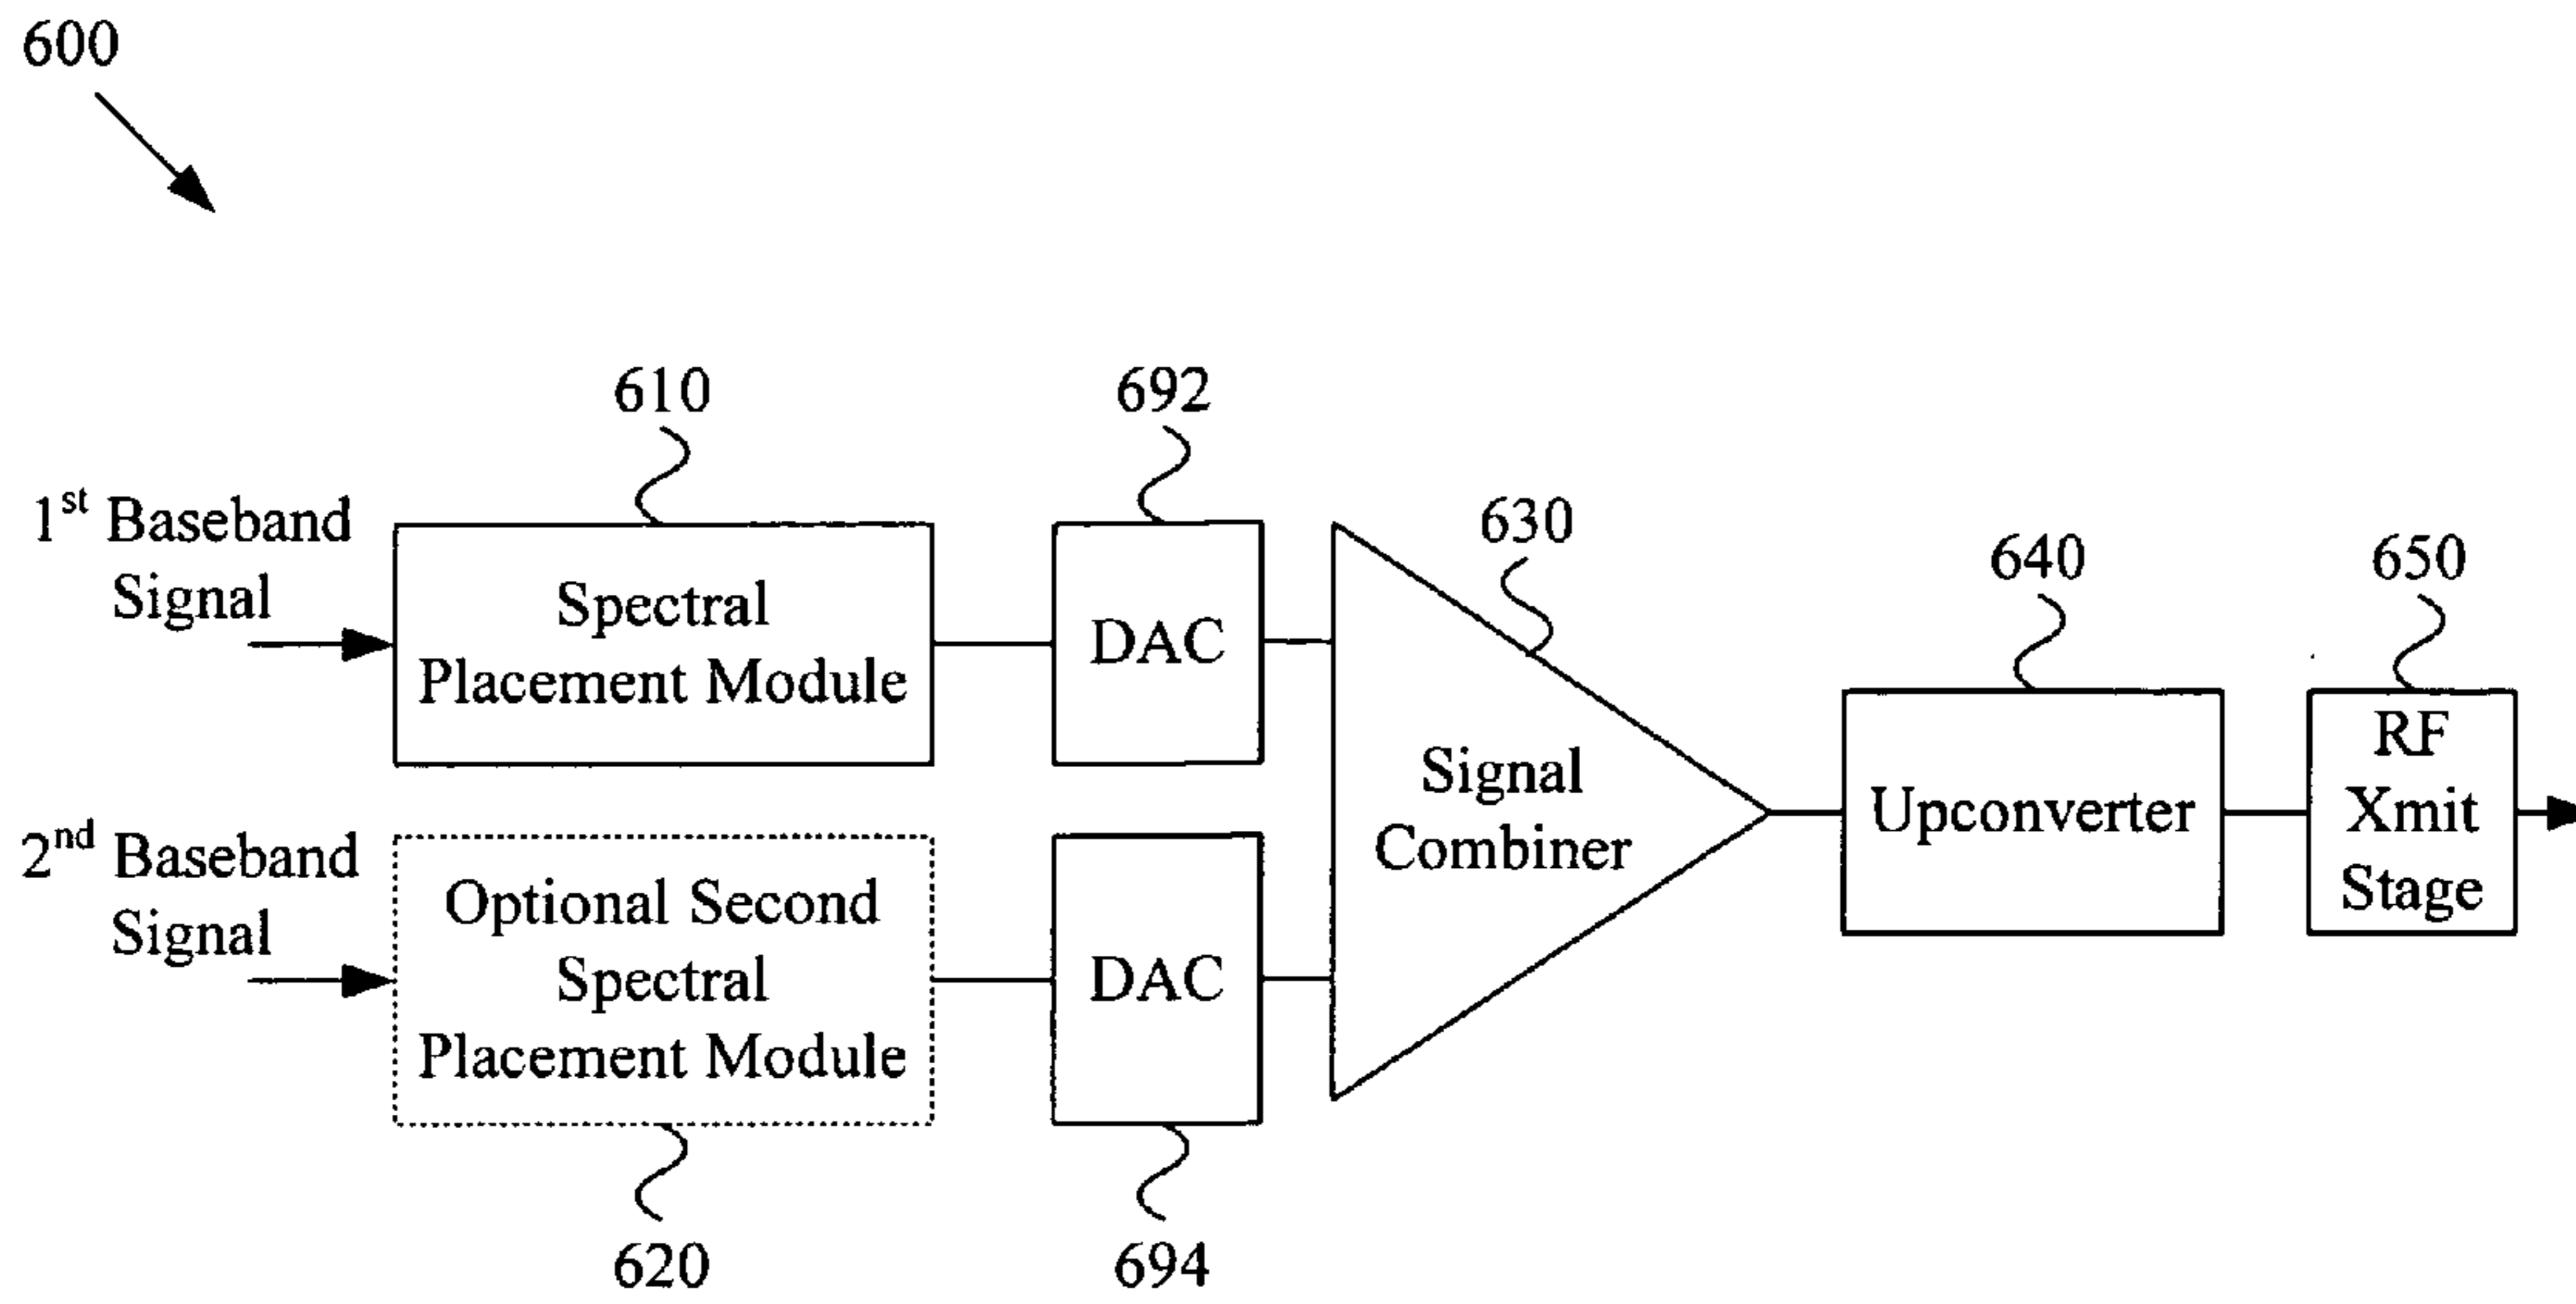 600
610
692
1st Baseband
Signal
Spectral
Placement Module
DAC
630
Signal
Combiner
640
Upconverter
650
RF
Xmit
Stage
2nd Baseband
Signal
Optional Second
Spectral
Placement Module
DAC
620
694